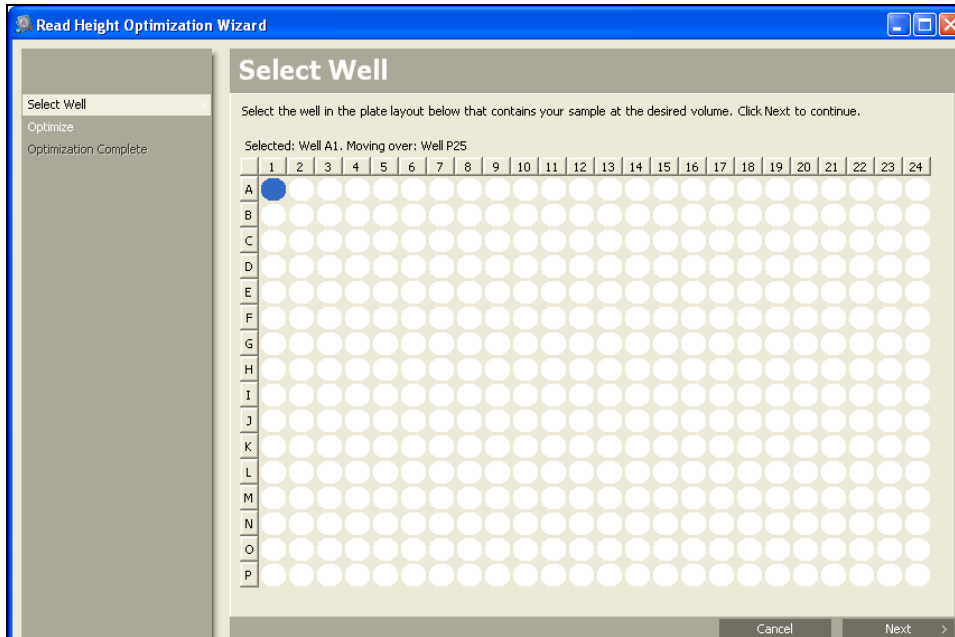 Read Height Optimization Wizard
Select Well
Select Well
Optimize
Optimization Complete
Select the well in the plate layout below that contains your sample at the desired volume. Click Next to continue.
Selected: Well A1. Moving over: Well P25
1 2 3 4 5 6 7 8 9 10 11 12 13 14 15 16 17 18 19 20 21 22 23 24
A
B
C
D
E
F
G
H
I
J
K
L
M
N
O
P
Cancel Next >